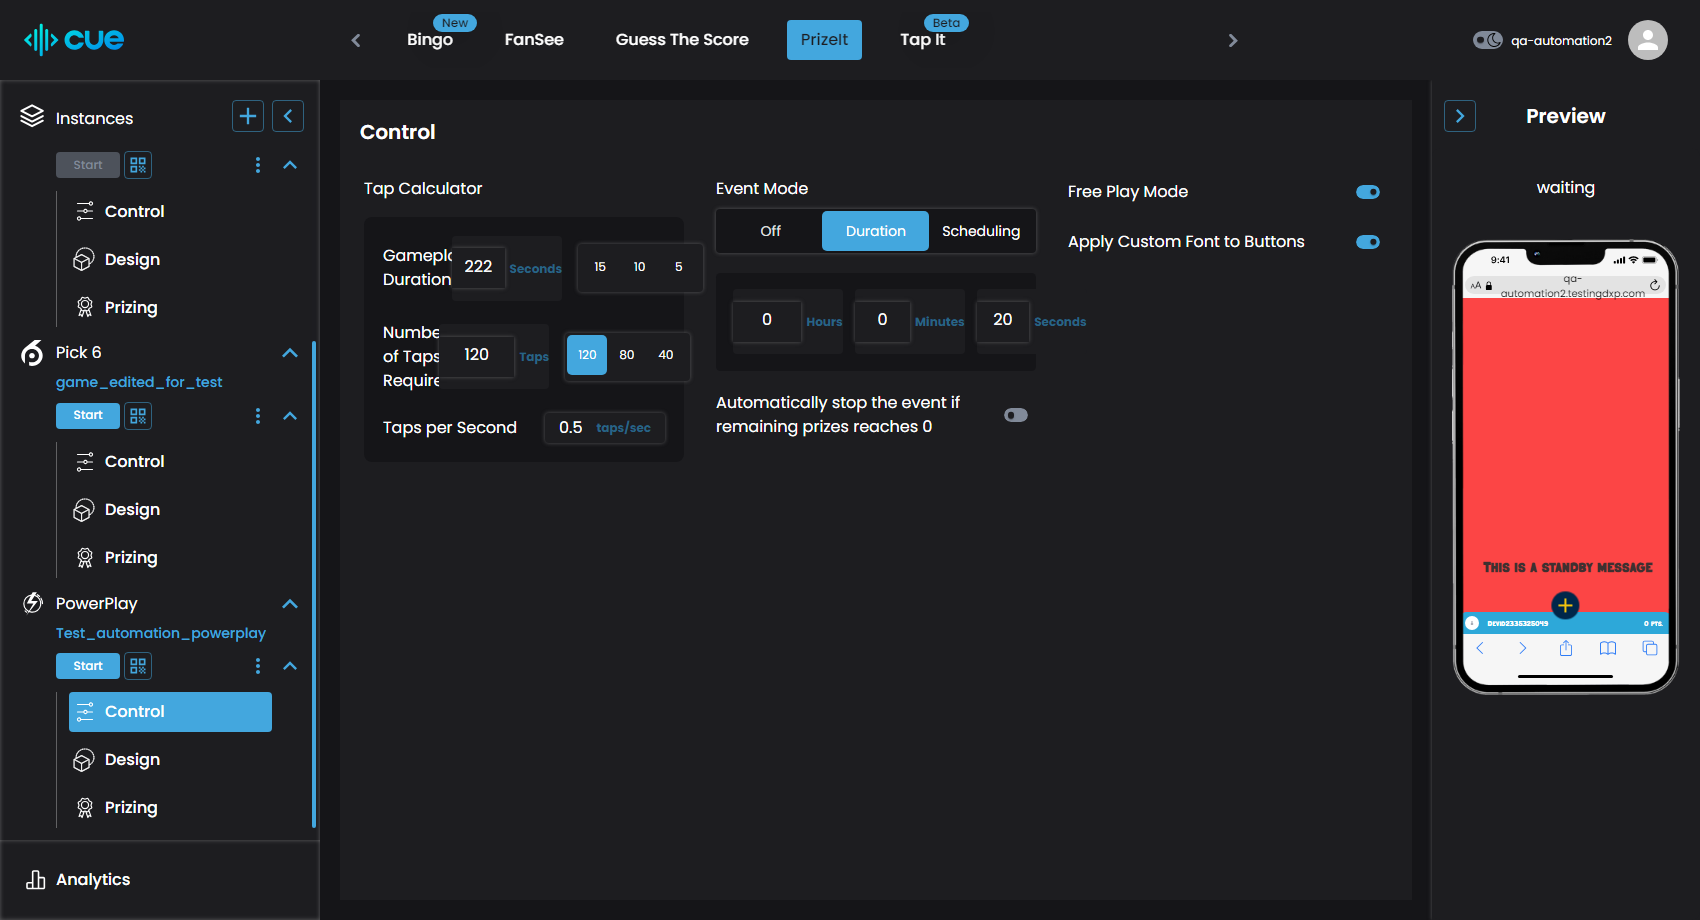 cue
Bingo
New
FanSee
Guess The Score
PrizeIt
Tap It
Beta
qa-automation2
Instances
Start
Control
Design
Prizing
Pick 6
game_edited_for_test
Start
Control
Design
Prizing
PowerPlay
Test_automation_powerplay
Start
Control
Design
Prizing
Analytics
Control
Tap Calculator
Gamepl
Duration
222 Seconds
15 10 5
Numbe
of Taps
Require
120 Taps
120 80 40
Taps per Second
0.5 taps/sec
Event Mode
Off Duration Scheduling
0 Hours 0 Minutes 20 Seconds
Automatically stop the event if
remaining prizes reaches 0
Free Play Mode
Apply Custom Font to Buttons
Preview
waiting
9:41
AA
qa-
automation2.testingdxp.com
This is a standby message
0 PTS.